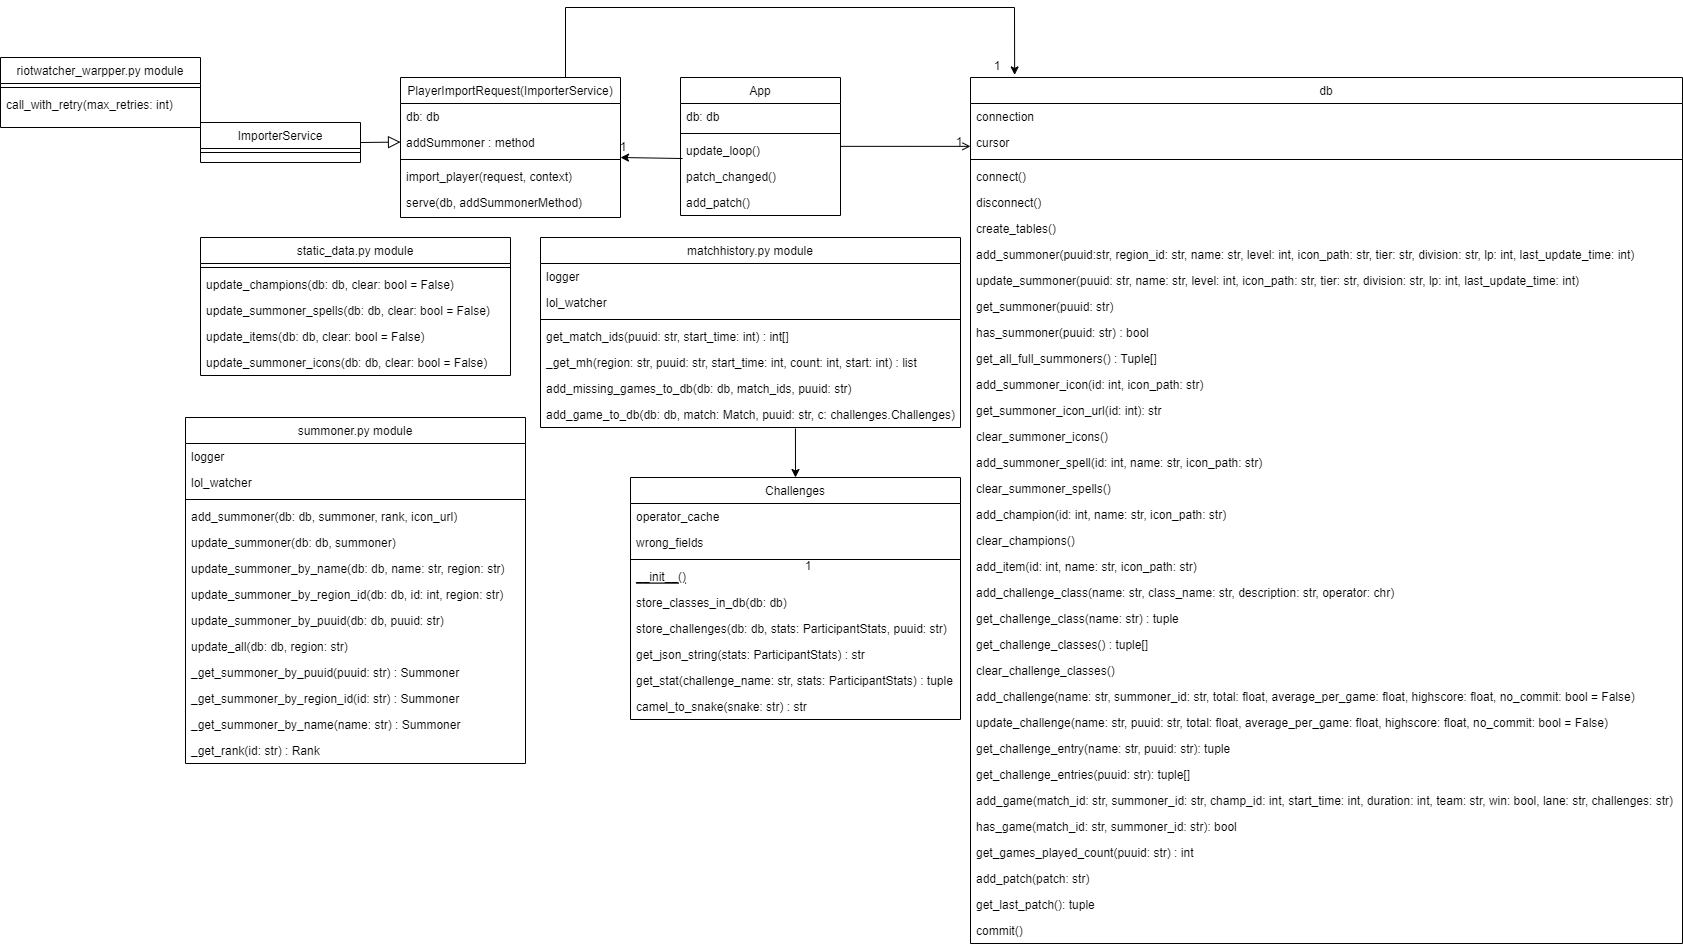 riotwatcher_warpper.py module
call_with_retry(max_retries: int)
ImporterService
PlayerImportRequest(ImporterService)
db: db
addSummoner : method
import_player(request, context)
serve(db, addSummonerMethod)
1
App
db: db
update_loop()
patch_changed()
add_patch()
1
1
db
connection
cursor
connect()
disconnect()
create_tables()
add_summoner(puuid:str, region_id: str, name: str, level: int, icon_path: str, tier: str, division: str, lp: int, last_update_time: int)
update_summoner(puuid: str, name: str, level: int, icon_path: str, tier: str, division: str, lp: int, last_update_time: int)
get_summoner(puuid: str)
has_summoner(puuid: str) : bool
get_all_full_summoners() : Tuple[]
add_summoner_icon(id: int, icon_path: str)
get_summoner_icon_url(id: int): str
clear_summoner_icons()
add_summoner_spell(id: int, name: str, icon_path: str)
clear_summoner_spells()
add_champion(id: int, name: str, icon_path: str)
clear_champions()
add_item(id: int, name: str, icon_path: str)
add_challenge_class(name: str, class_name: str, description: str, operator: chr)
get_challenge_class(name: str) : tuple
get_challenge_classes() : tuple[]
clear_challenge_classes()
add_challenge(name: str, summoner_id: str, total: float, average_per_game: float, highscore: float, no_commit: bool = False)
update_challenge(name: str, puuid: str, total: float, average_per_game: float, highscore: float, no_commit: bool = False)
get_challenge_entry(name: str, puuid: str): tuple
get_challenge_entries(puuid: str): tuple[]
add_game(match_id: str, summoner_id: str, champ_id: int, start_time: int, duration: int, team: str, win: bool, lane: str, challenges: str)
has_game(match_id: str, summoner_id: str): bool
get_games_played_count(puuid: str) : int
add_patch(patch: str)
get_last_patch(): tuple
commit()
static_data.py module
update_champions(db: db, clear: bool = False)
update_summoner_spells(db: db, clear: bool = False)
update_items(db: db, clear: bool = False)
update_summoner_icons(db: db, clear: bool = False)
matchhistory.py module
logger
lol_watcher
get_match_ids(puuid: str, start_time: int) : int[]
_get_mh(region: str, puuid: str, start_time: int, count: int, start: int) : list
add_missing_games_to_db(db: db, match_ids, puuid: str)
add_game_to_db(db: db, match: Match, puuid: str, c: challenges.Challenges)
summoner.py module
logger
lol_watcher
add_summoner(db: db, summoner, rank, icon_url)
update_summoner(db: db, summoner)
update_summoner_by_name(db: db, name: str, region: str)
update_summoner_by_region_id(db: db, id: int, region: str)
update_summoner_by_puuid(db: db, puuid: str)
update_all(db: db, region: str)
_get_summoner_by_puuid(puuid: str) : Summoner
_get_summoner_by_region_id(id: str) : Summoner
_get_summoner_by_name(name: str) : Summoner
_get_rank(id: str) : Rank
Challenges
operator_cache
wrong_fields
1
__init__()
store_classes_in_db(db: db)
store_challenges(db: db, stats: ParticipantStats, puuid: str)
get_json_string(stats: ParticipantStats) : str
get_stat(challenge_name: str, stats: ParticipantStats) : tuple
camel_to_snake(snake: str) : str